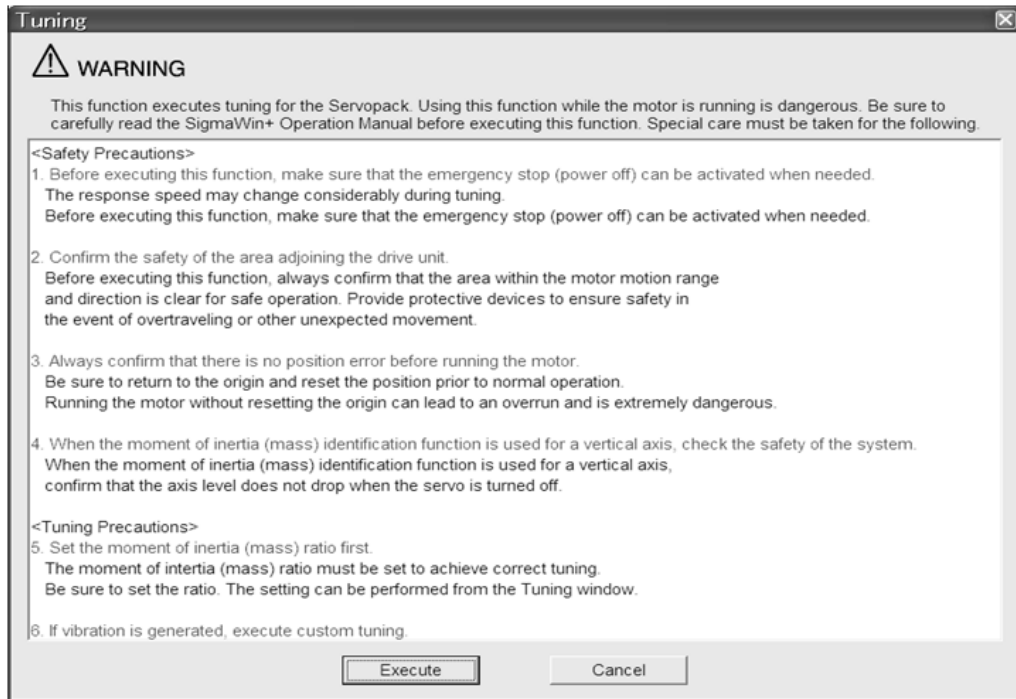 Tuning
WARNING
This function executes tuning for the Servopack. Using this function while the motor is running is dangerous. Be sure to
carefully read the SigmaWin+ Operation Manual before executing this function. Special care must be taken for the following.
<Safety Precautions>
1. Before executing this function, make sure that the emergency stop (power off) can be activated when needed.
The response speed may change considerably during tuning.
Before executing this function, make sure that the emergency stop (power off) can be activated when needed.
2. Confirm the safety of the area adjoining the drive unit.
Before executing this function, always confirm that the area within the motor motion range
and direction is clear for safe operation. Provide protective devices to ensure safety in
the event of overtraveling or other unexpected movement.
3. Always confirm that there is no position error before running the motor.
Be sure to return to the origin and reset the position prior to normal operation.
Running the motor without resetting the origin can lead to an overrun and is extremely dangerous.
4. When the moment of inertia (mass) identification function is used for a vertical axis, check the safety of the system.
When the moment of inertia (mass) identification function is used for a vertical axis,
confirm that the axis level does not drop when the servo is turned off.
<Tuning Precautions>
5. Set the moment of inertia (mass) ratio first.
The moment of intertia (mass) ratio must be set to achieve correct tuning.
Be sure to set the ratio. The setting can be performed from the Tuning window.
6. If vibration is generated, execute custom tuning.
Execute
Cancel